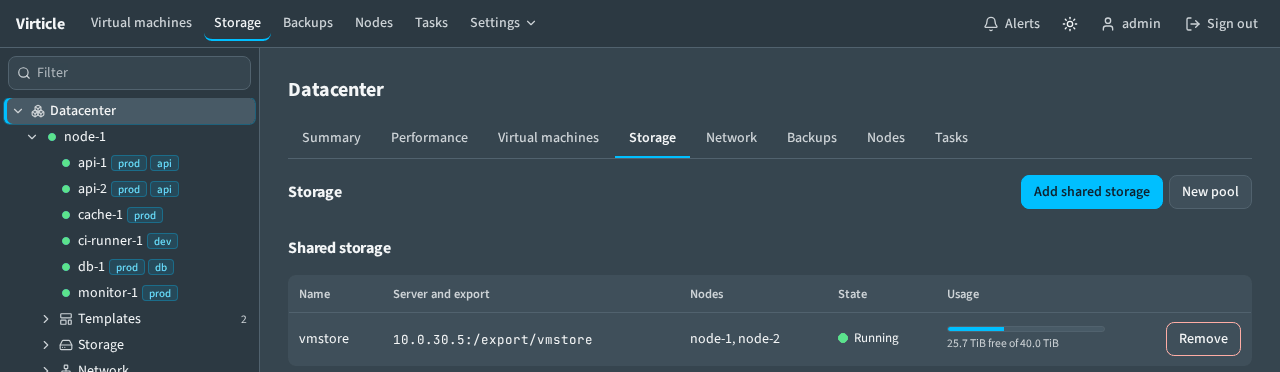 Virticle Virtual machines Storage Backups Nodes Tasks Settings Alerts admin Sign out
Filter
Datacenter
node-1
api-1 prod api
api-2 prod api
cache-1 prod
ci-runner-1 dev
db-1 prod db
monitor-1 prod
Templates 2
Storage
Network
Datacenter
Summary Performance Virtual machines Storage Network Backups Nodes Tasks
Storage Add shared storage New pool
Shared storage
Name Server and export Nodes State Usage
vmstore 10.0.30.5:/export/vmstore node-1, node-2 Running 25.7 TiB free of 40.0 TiB Remove